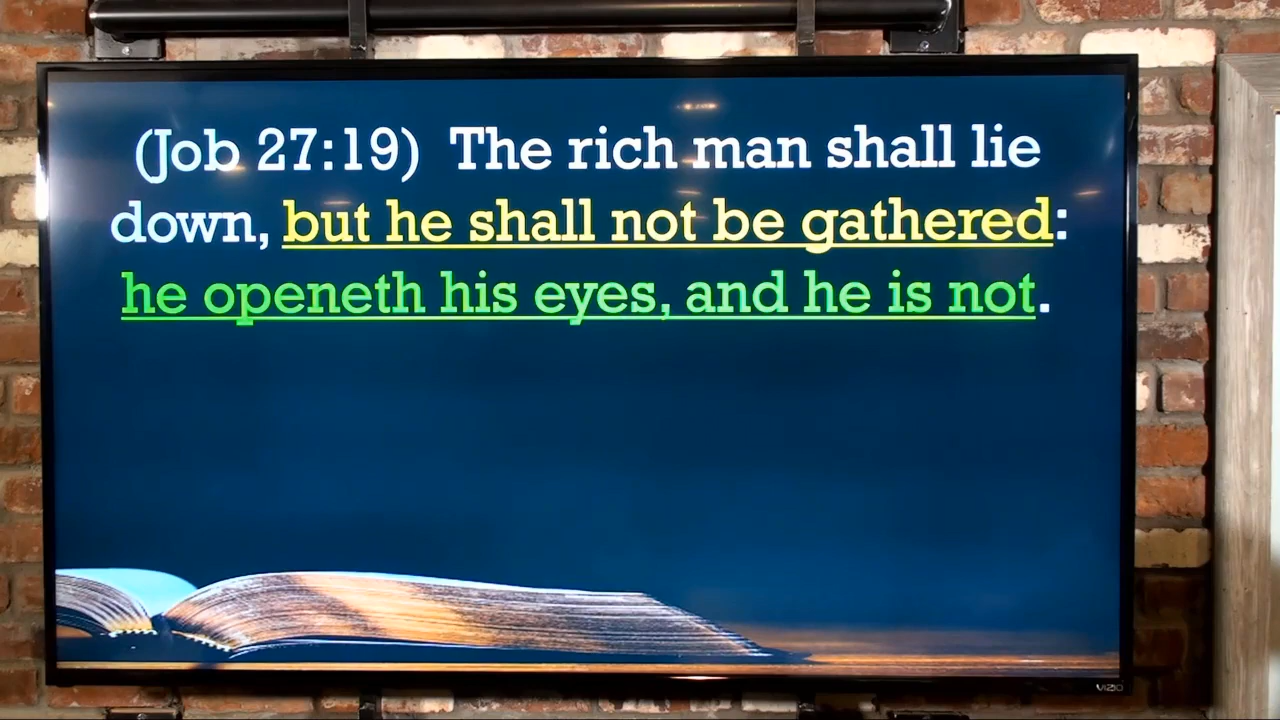 (Job 27:19) The rich man shall lie
down, but he shall not be gathered:
he openeth his eyes, and he is not.
VIZIO